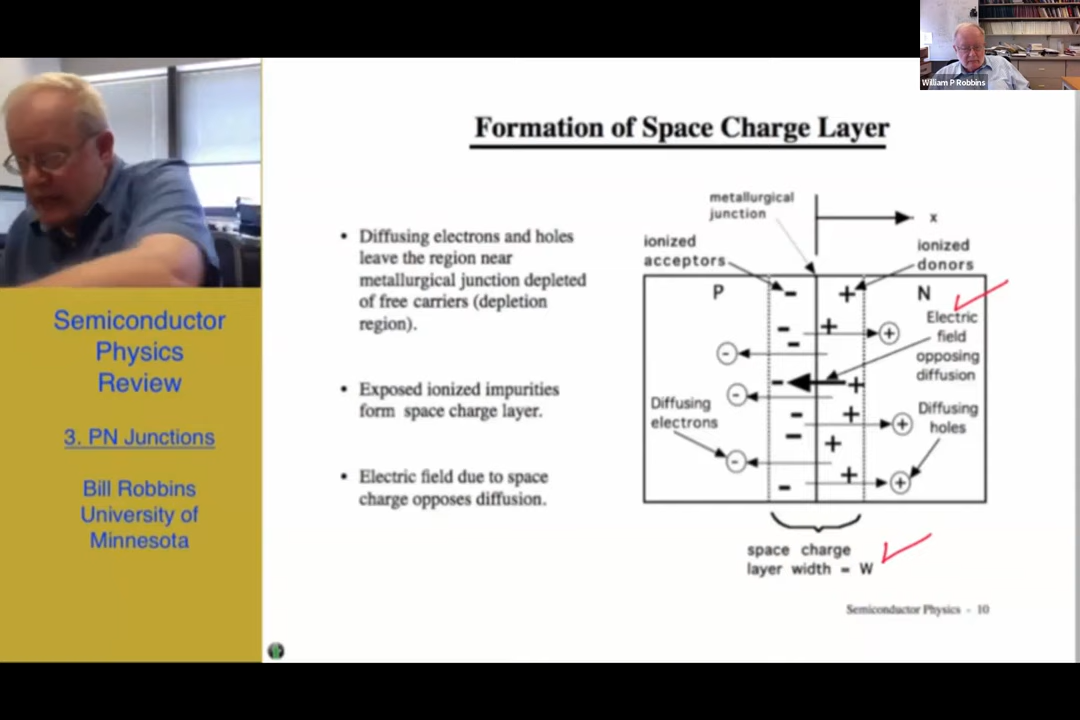 William P Robbins
Formation of Space Charge Layer
Semiconductor
Physics
Review
3. PN Junctions
Bill Robbins
University of
Minnesota
• Diffusing electrons and holes
leave the region near
metallurgical junction depleted
of free carriers (depletion
region).
• Exposed ionized impurities
form space charge layer.
• Electric field due to space
charge opposes diffusion.
metallurgical
junction
x
ionized
acceptors
ionized
donors
P
N
Electric
field
opposing
diffusion
Diffusing
electrons
Diffusing
holes
space charge
layer width = W
Semiconductor Physics - 10